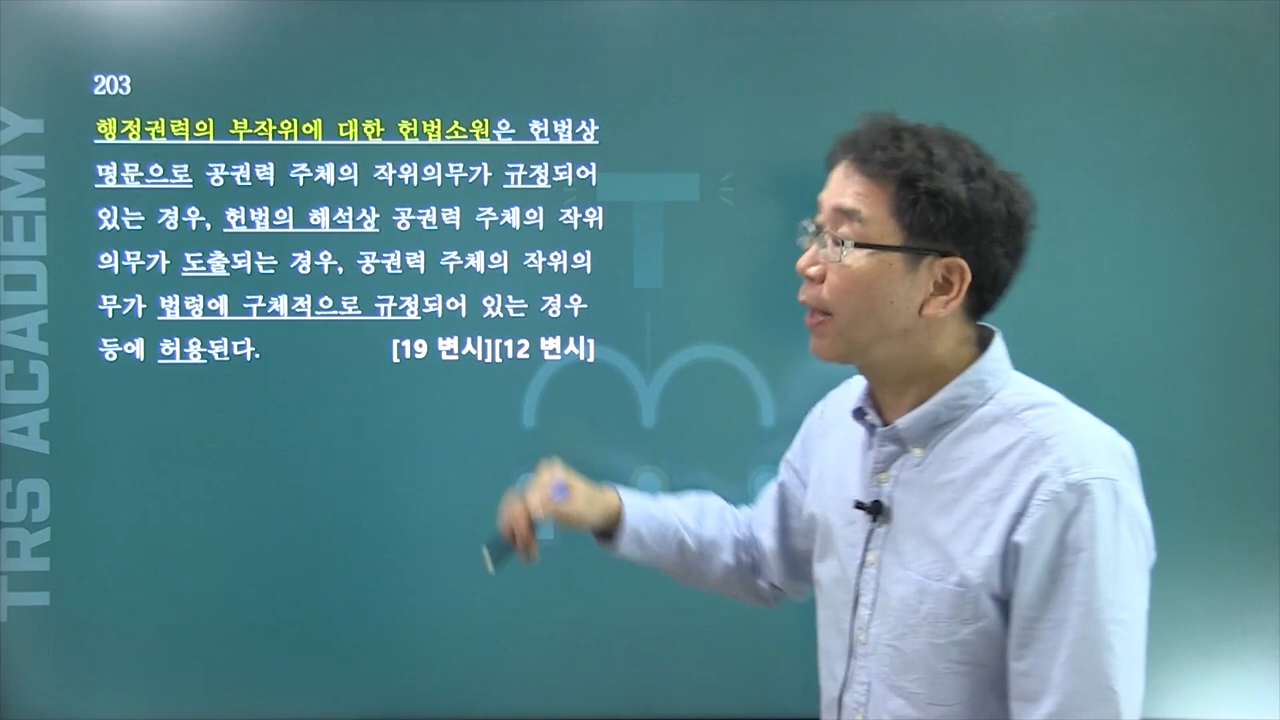 203
행정권력의 부작위에 대한 헌법소원은 헌법상
명문으로 공권력 주체의 작위의무가 규정되어
있는 경우, 헌법의 해석상 공권력 주체의 작위
의무가 도출되는 경우, 공권력 주체의 작위의
무가 법령에 구체적으로 규정되어 있는 경우
등에 허용된다. [19 변시][12 변시]
TRS ACADEMY